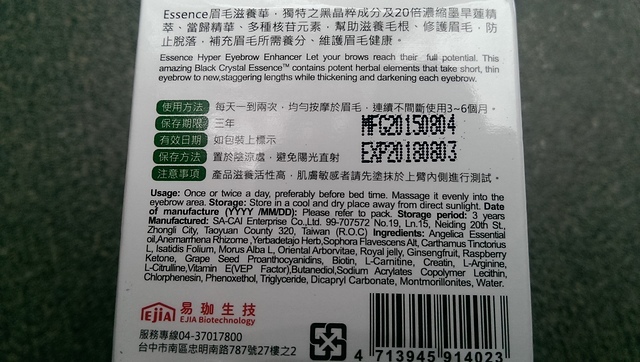 Essence眉毛滋養華，獨特之黑晶粹成分及20倍濃縮墨旱蓮精
萃、當歸精華、多種核苷元素，幫助滋養毛根、修護眉毛，防
止脫落，補充眉毛所需養分、維護眉毛健康。
Essence Hyper Eyebrow Enhancer Let your brows reach their full potential. This
amazing Black Crystal Essence™ contains potent herbal elements that take short, thin
eyebrow to new,staggering lengths while thickening and darkening each eyebrow.
使用方法 每天一到兩次，均勻按摩於眉毛，連續不間斷使用3~6個月。
保存期限 三年 MFG20150804
有效日期 如包裝上標示 EXP20180803
保存方法 置於陰涼處，避免陽光直射
注意事項 產品滋養活性高，肌膚敏感者請先塗抹於上臂內側進行測試。
Usage: Once or twice a day, preferably before bed time. Massage it evenly into the
eyebrow area. Storage: Store in a cool and dry place away from direct sunlight. Date
of manufacture (YYYY /MM/DD): Please refer to pack. Storage period: 3 years
Manufactured: SA-CAI Enterprise Co.,Ltd. 99-707572 No.19, Ln.15, Neiding 20th St.,
Zhongli City, Taoyuan County 320, Taiwan (R.O.C) Ingredients: Angelica Essential
oil,Anemarrhena Rhizome ,Yerbadetajo Herb,Sophora Flavescens Alt, Carthamus Tinctorius
L, Isatidis Folium, Morus Alba L, Oriental Arborvitae, Royal jelly, Ginsengfruit, Raspberry
Ketone, Grape Seed Proanthocyanidins, Biotin, L-Carnitine, Creatin, L-Arginine,
L-Citrulline,Vitamin E(VEP Factor),Butanediol,Sodium Acrylates Copolymer Lecithin,
Chlorphenesin, Phenoxethol, Triglyceride, Dicapryl Carbonate, Montmorillonites, Water.
EJIA 易珈生技
EJIA Biotechnology
服務專線04-37017800
台中市南區忠明南路787號27樓之2
4 713945 914023